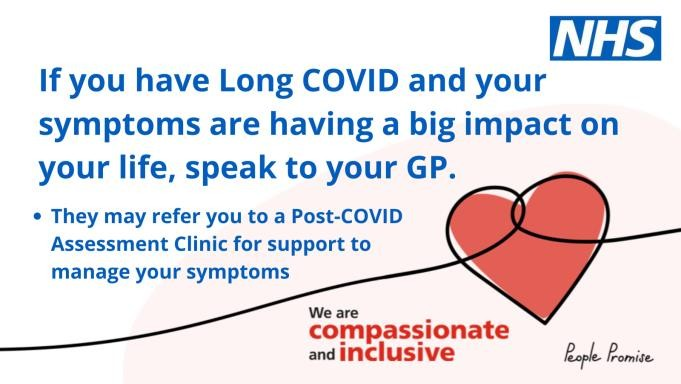 NHS
If you have Long COVID and your
symptoms are having a big impact on
your life, speak to your GP.
• They may refer you to a Post-COVID
Assessment Clinic for support to
manage your symptoms
We are
compassionate
and inclusive
People Promise